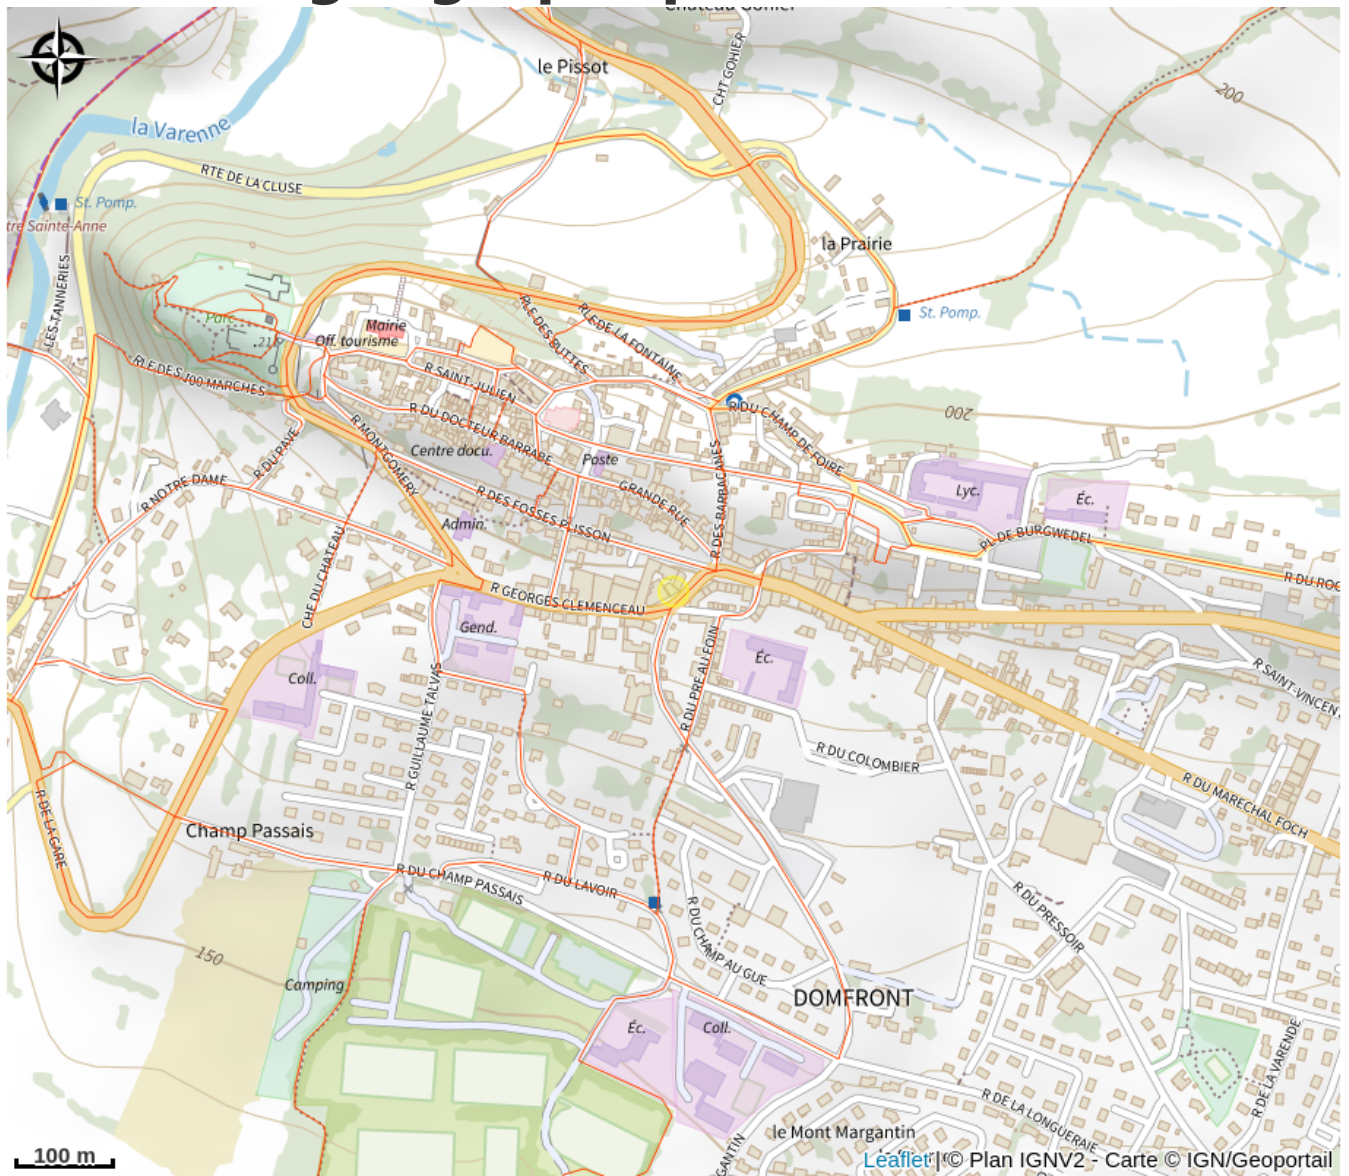 le Pissot
CHT GOHIER
200
la Varenne
RTE DE LA CLUSE
St. Pomp.
tre Sainte-Anne
la Prairie
LES TANNERIES
St. Pomp.
Parc
Mairie
Off. tourisme
RLE DES BUTTES
RLE DE LA FONTAINE
RLE DES 100 MARCHES
R SAINT-JULIEN
R DU DOCTEUR BARRABE
R DU CHAMP DE FOIRE
200
R MONTGOMERY
R DU PAVE
Centre docu.
Poste
R DES BARBACANES
GRANDE RUE
R NOTRE DAME
Lyc.
Éc.
R DES FOSSES PLISSON
Admin.
PL DE BURGWEDEL
CHE DU CHATEAU
R DU ROC
R GEORGES CLEMENCEAU
Gend.
Éc.
Coll.
R SAINT-VINCENT
R GUILLAUME TALVAS
R DU PRE AU EOIN
R DU COLOMBIER
R DU MARECHAL FOCH
R DE LA GARE
Champ Passais
R DU CHAMP PASSAIS
R DU LAVOIR
R DU PRESSOIR
R DU CHAMP AU GUE
150
Camping
DOMFRONT
Éc.
Coll.
R DE LA VARENDE
R DE LA LONGUERAIE
le Mont Margantin
GANTIN
100 m
Leaflet | © Plan IGNV2 - Carte © IGN/Geoportail